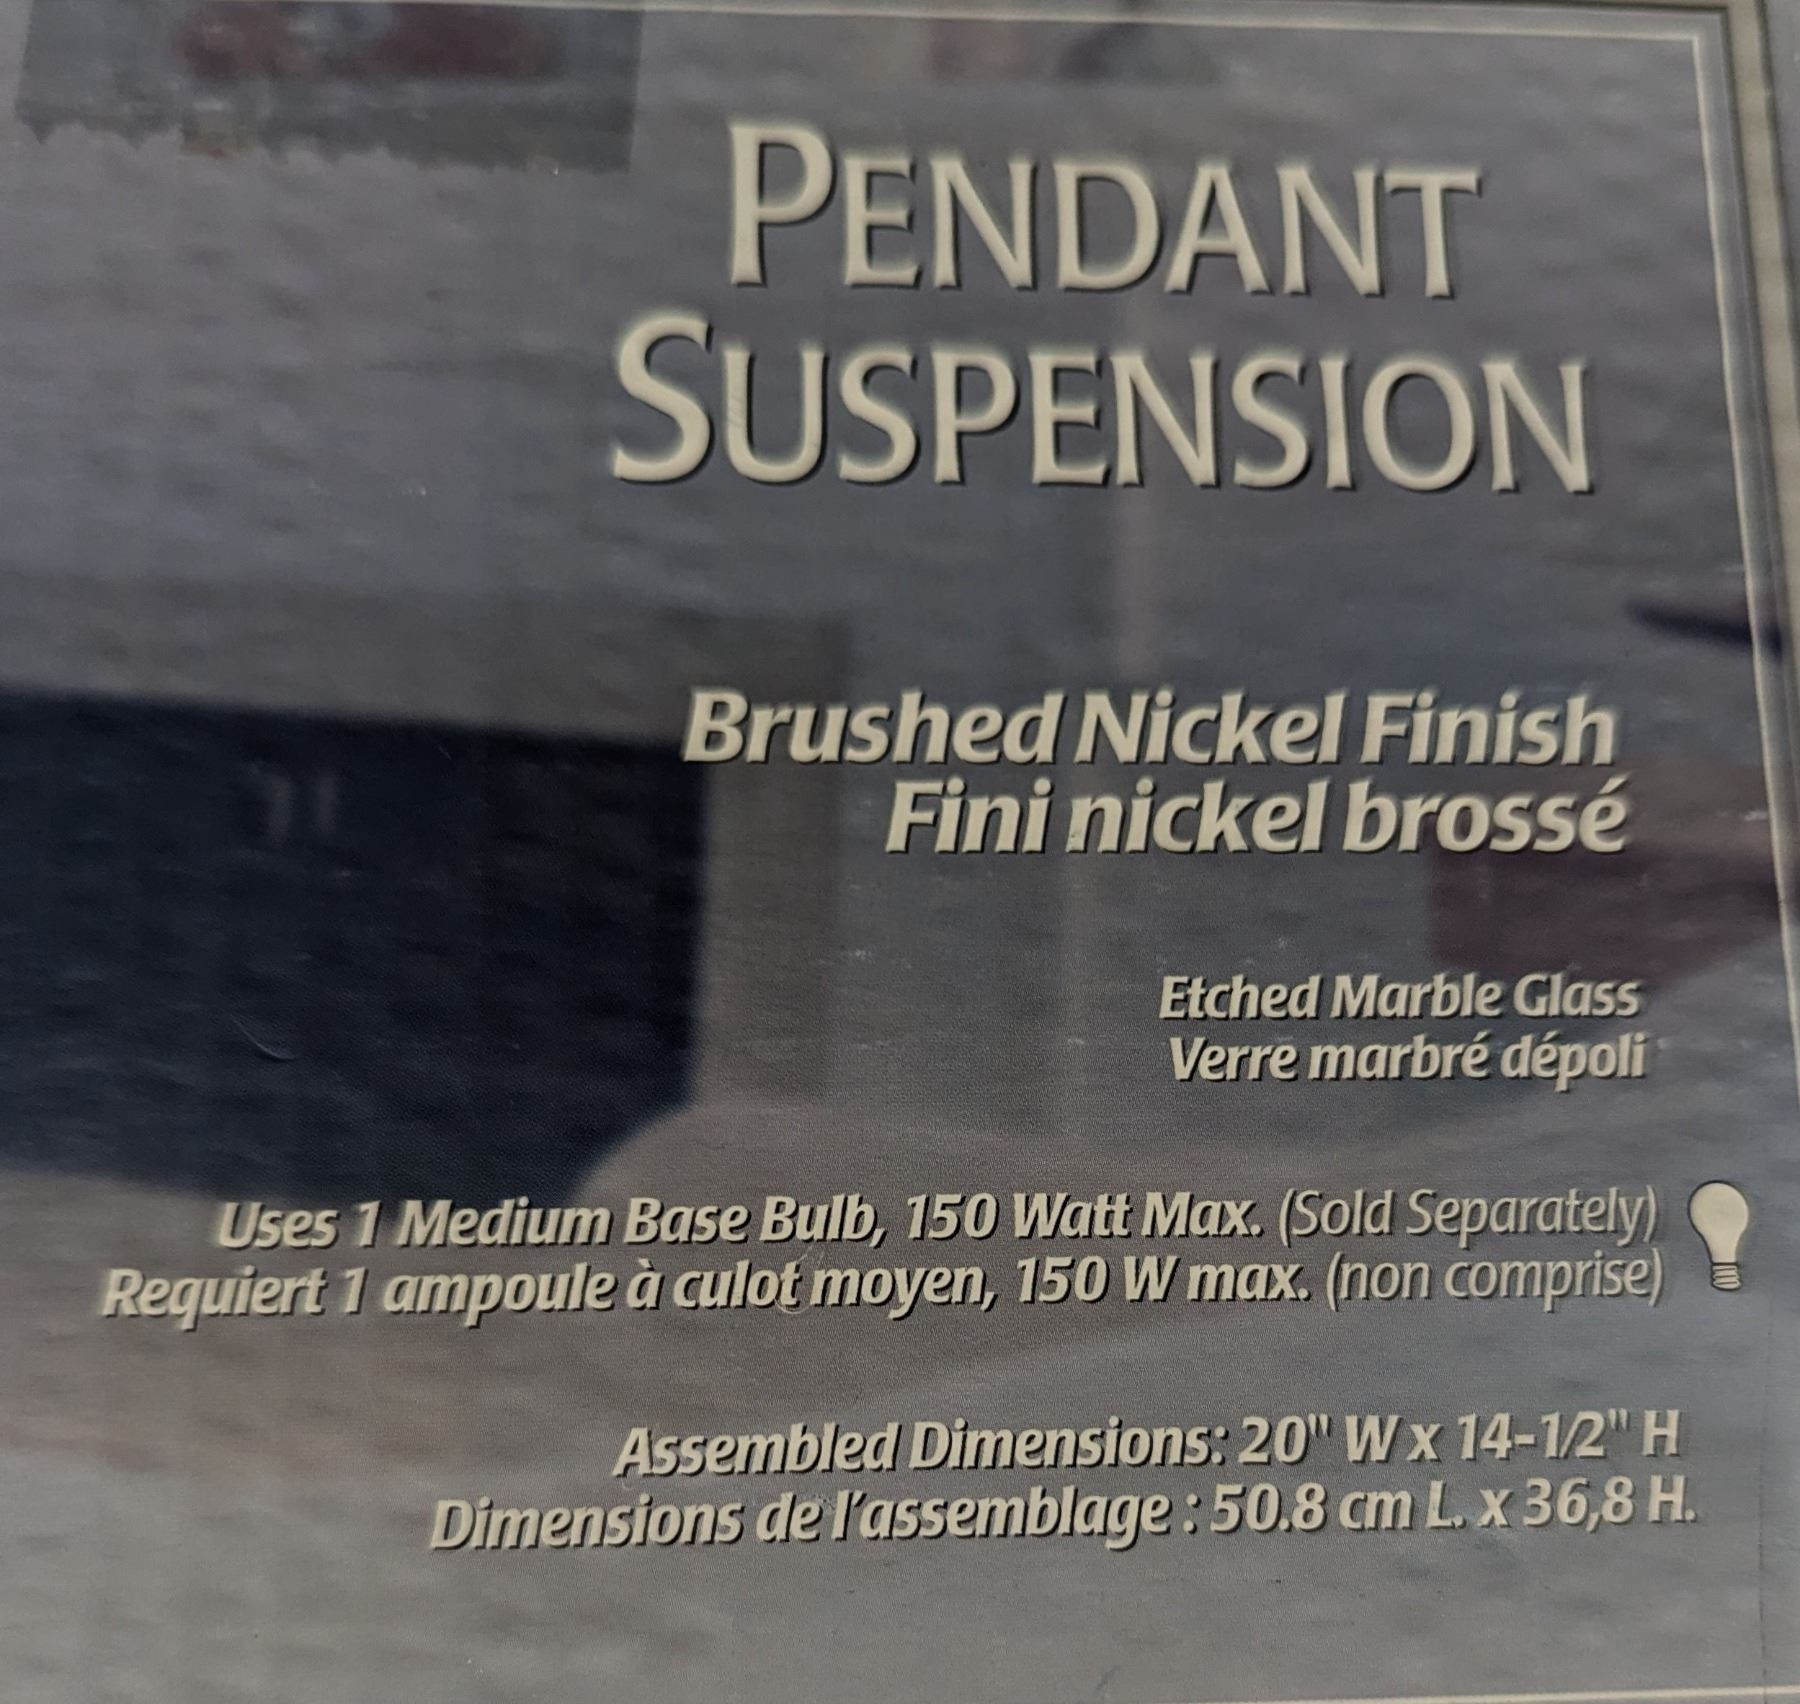 PENDANT
SUSPENSION
Brushed Nickel Finish
Fini nickel brossé
Etched Marble Glass
Verre marbré dépoli
Uses 1 Medium Base Bulb, 150 Watt Max. (Sold Separately)
Requiert 1 ampoule à culot moyen, 150 W max. (non comprise)
Assembled Dimensions: 20" W x 14-1/2" H
Dimensions de l'assemblage : 50.8 cm L. x 36,8 H.